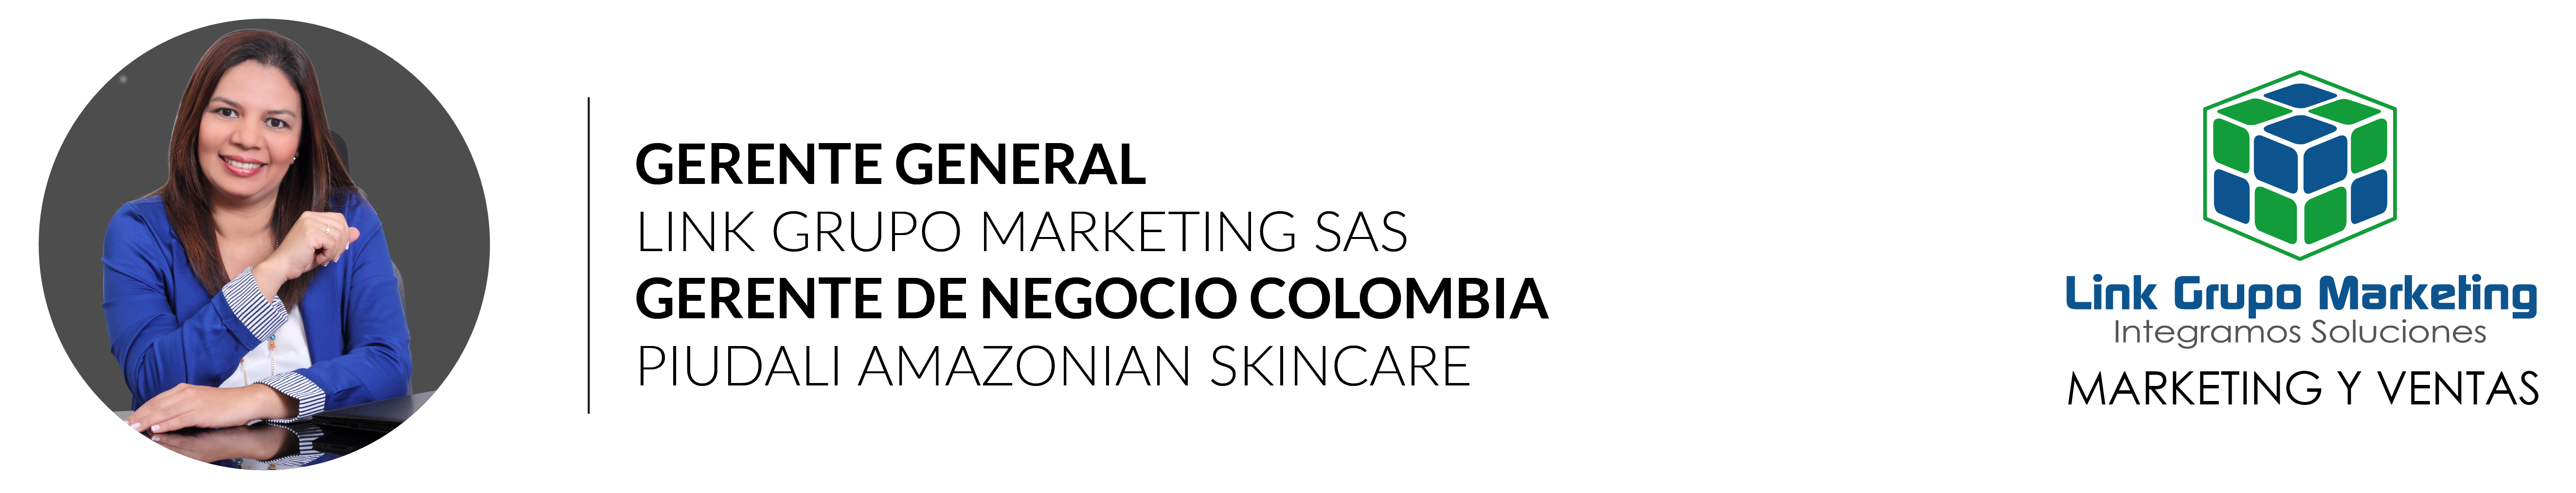 GERENTE GENERAL
LINK GRUPO MARKETING SAS
GERENTE DE NEGOCIO COLOMBIA
PIUDALI AMAZONIAN SKINCARE
Link Grupo Marketing
Integramos Soluciones
MARKETING Y VENTAS